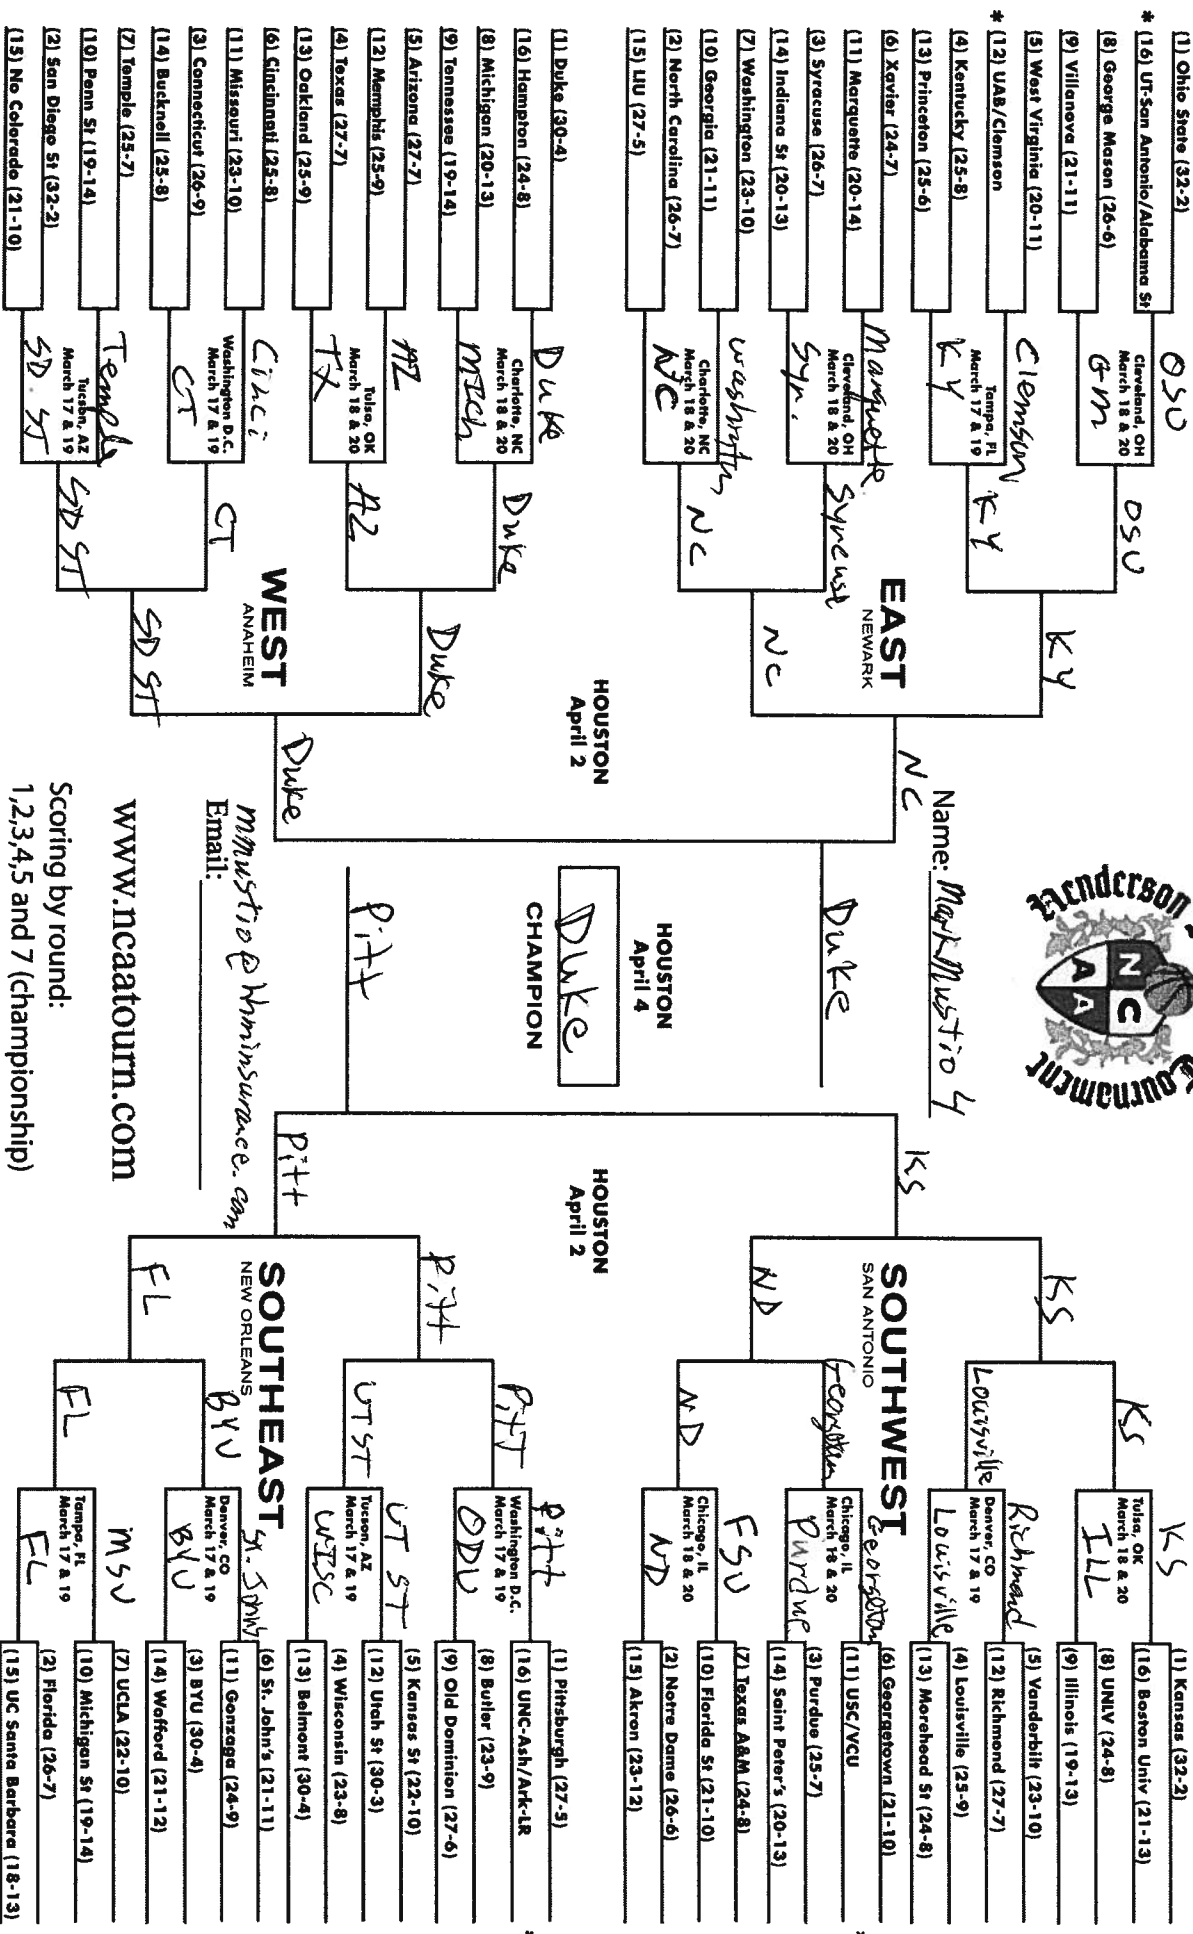 Henderson
NCAA
Tournament
Name: Mark Mustio 4
(1) Ohio State (32-2)
* (16) UT-San Antonio/Alabama St
(8) George Mason (26-6)
(9) Villanova (21-11)
(5) West Virginia (20-11)
* (12) UAB/Clemson
(4) Kentucky (25-8)
(13) Princeton (25-6)
(6) Xavier (24-7)
(11) Marquette (20-14)
(3) Syracuse (26-7)
(14) Indiana St (20-13)
(7) Washington (23-10)
(10) Georgia (21-11)
(2) North Carolina (26-7)
(15) LIU (27-5)
OSU
Cleveland, OH
March 18 & 20
GM
Clemson
Tampa, FL
March 17 & 19
KY
Marquette
Cleveland, OH
March 18 & 20
Syr.
Washington
Charlotte, NC
March 18 & 20
NC
OSU
KY
Syracuse
NC
EAST
NEWARK
KY
NC
NC
(1) Duke (30-4)
(16) Hampton (24-8)
(8) Michigan (20-13)
(9) Tennessee (19-14)
(5) Arizona (27-7)
(12) Memphis (25-9)
(4) Texas (27-7)
(13) Oakland (25-9)
(6) Cincinnati (25-8)
(11) Missouri (23-10)
(3) Connecticut (26-9)
(14) Bucknell (25-8)
(7) Temple (25-7)
(10) Penn St (19-14)
(2) San Diego St (32-2)
(15) No Colorado (21-10)
Duke
Charlotte, NC
March 18 & 20
Mich
AZ
Tulsa, OK
March 18 & 20
TX
Cinci
Washington D.C.
March 17 & 19
CT
Temple
Tucson, AZ
March 17 & 19
SD. ST
Duke
AZ
CT
SD ST
WEST
ANAHEIM
Duke
SD ST
Duke
HOUSTON
April 2
Duke
HOUSTON
April 4
Duke
CHAMPION
Pitt
HOUSTON
April 2
KS
Pitt
SOUTHWEST
SAN ANTONIO
KS
ND
KS
Louisville
Georgetown
ND
KS
Tulsa, OK
March 18 & 20
ILL
Richmond
Denver, CO
March 17 & 19
Louisville
Georgetown
Chicago, IL
March 18 & 20
Purdue
FSU
Chicago, IL
March 18 & 20
ND
(1) Kansas (32-2)
(16) Boston Univ (21-13)
(8) UNLV (24-8)
(9) Illinois (19-13)
(5) Vanderbilt (23-10)
(12) Richmond (27-7)
(4) Louisville (25-9)
(13) Morehead St (24-8)
(6) Georgetown (21-10)
(11) USC/VCU
(3) Purdue (25-7)
(14) Saint Peter's (20-13)
(7) Texas A&M (24-8)
(10) Florida St (21-10)
(2) Notre Dame (26-6)
(15) Akron (23-12)
SOUTHEAST
NEW ORLEANS
Pitt
FL
Pitt
UT ST
BYU
FL
Pitt
Washington D.C.
March 17 & 19
ODU
UT ST
Tucson, AZ
March 17 & 19
WISC
St. Johns
Denver, CO
March 17 & 19
BYU
MSU
Tampa, FL
March 17 & 19
FL
(1) Pittsburgh (27-5)
(16) UNC-Ash/Ark-LR
(8) Butler (23-9)
(9) Old Dominion (27-6)
(5) Kansas St (22-10)
(12) Utah St (30-3)
(4) Wisconsin (23-8)
(13) Belmont (30-4)
(6) St. John's (21-11)
(11) Gonzaga (24-9)
(3) BYU (30-4)
(14) Wofford (21-12)
(7) UCLA (22-10)
(10) Michigan St (19-14)
(2) Florida (26-7)
(15) UC Santa Barbara (18-13)
mmustio@hminsurance.com
Email:
www.ncaatourn.com
Scoring by round:
1,2,3,4,5 and 7 (championship)